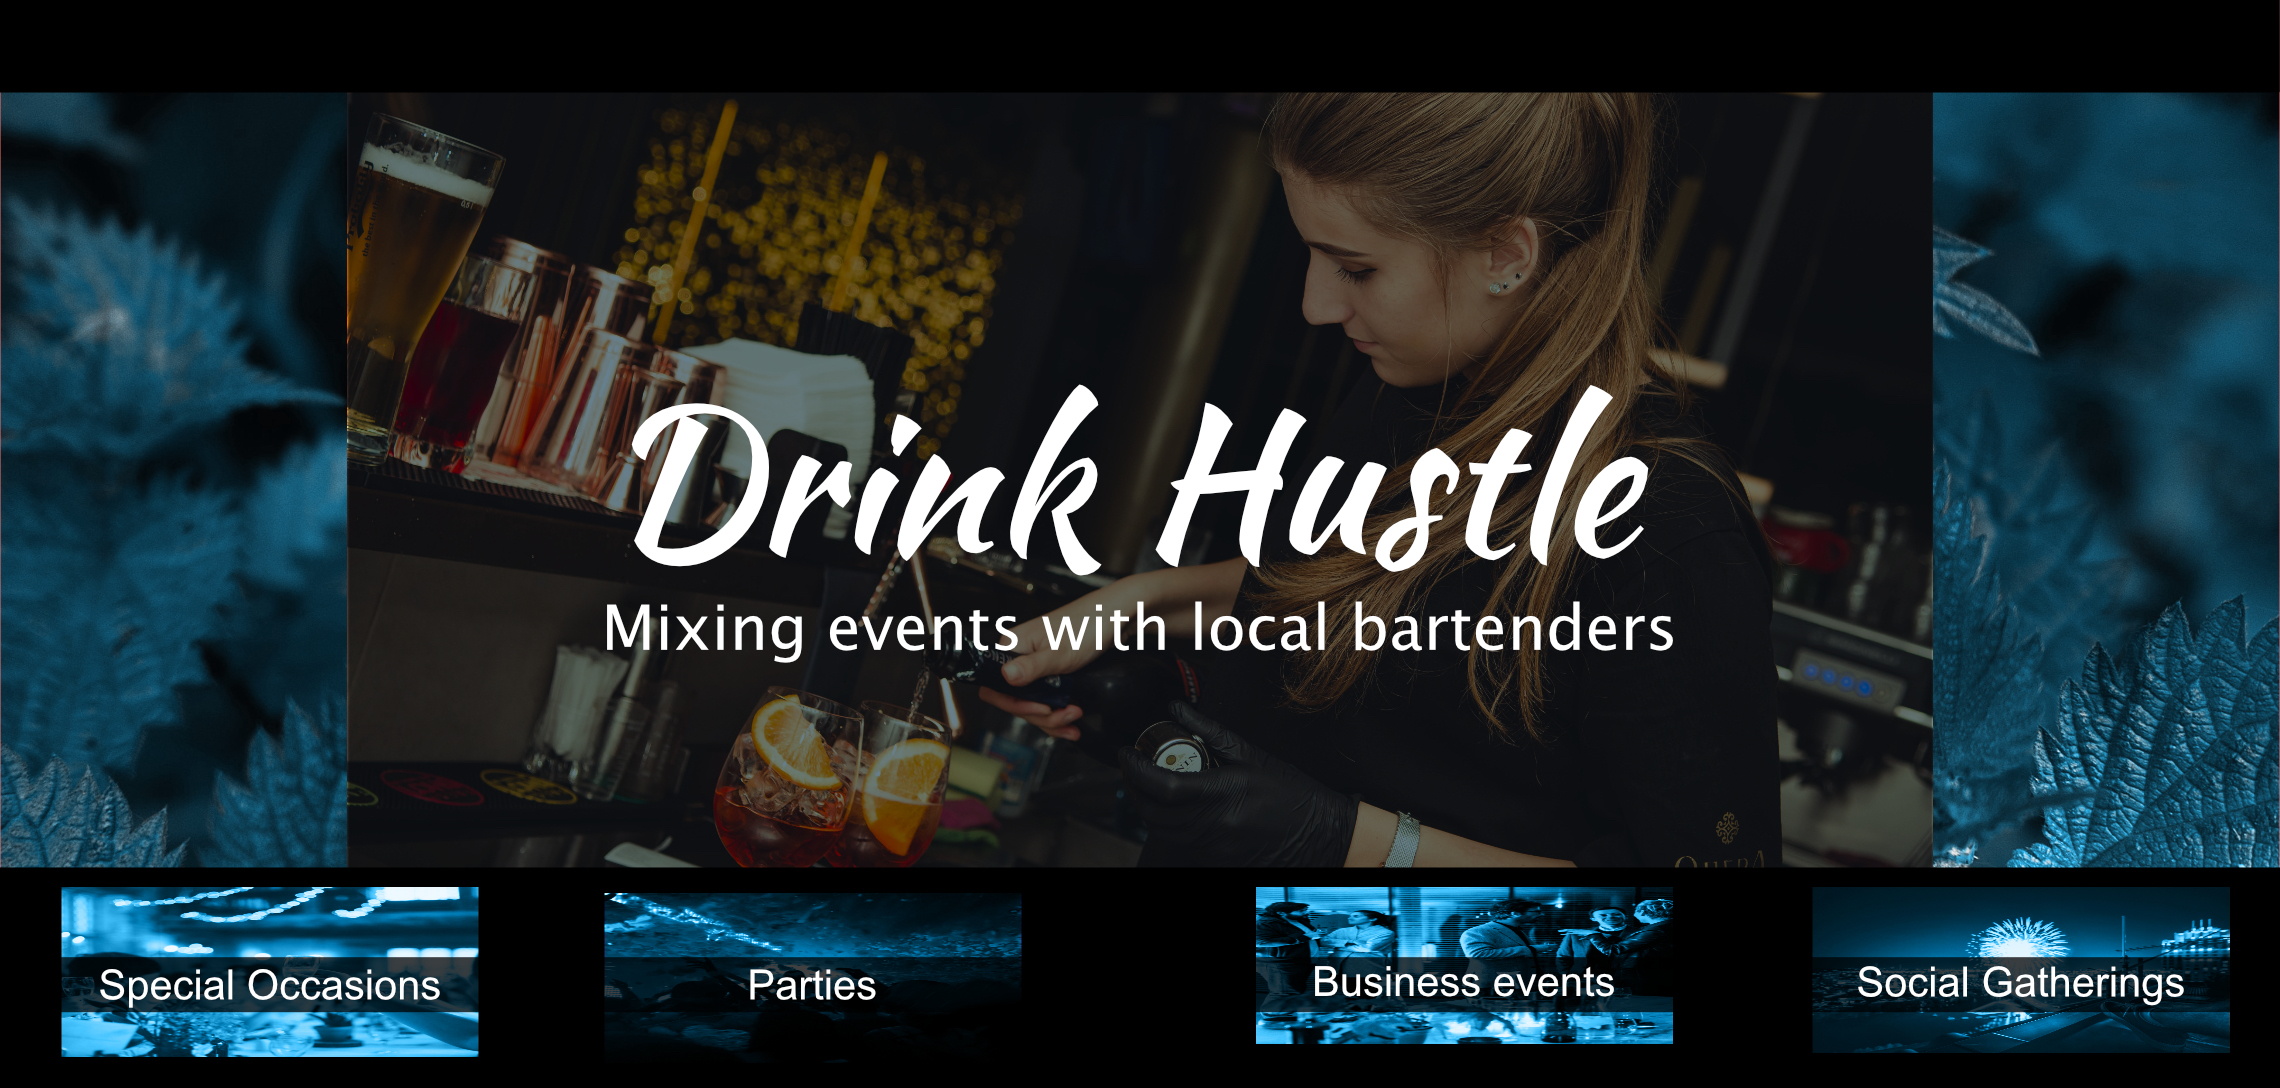 Drink Hustle
Mixing events with local bartenders
Special Occasions
Parties
Business events
Social Gatherings